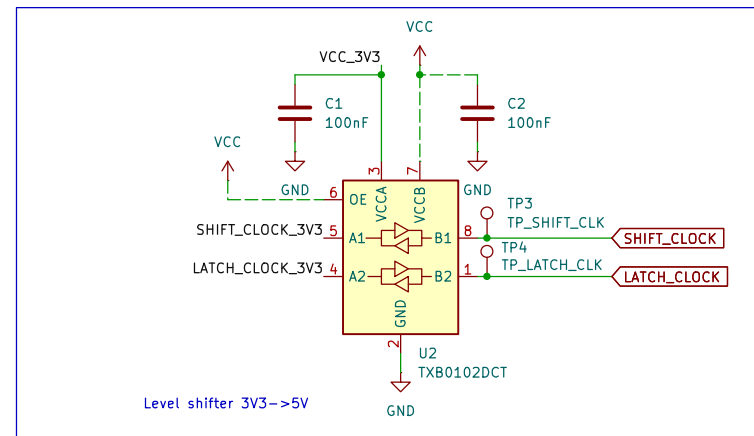 VCC
VCC_3V3
C1
100nF
C2
100nF
VCC
GND
GND
3
7
6
OE
VCCA
VCCB
TP3
TP_SHIFT_CLK
SHIFT_CLOCK_3V3
5
A1
B1
8
SHIFT_CLOCK
TP4
TP_LATCH_CLK
LATCH_CLOCK_3V3
4
A2
B2
1
LATCH_CLOCK
GND
2
U2
TXB0102DCT
GND
Level shifter 3V3->5V